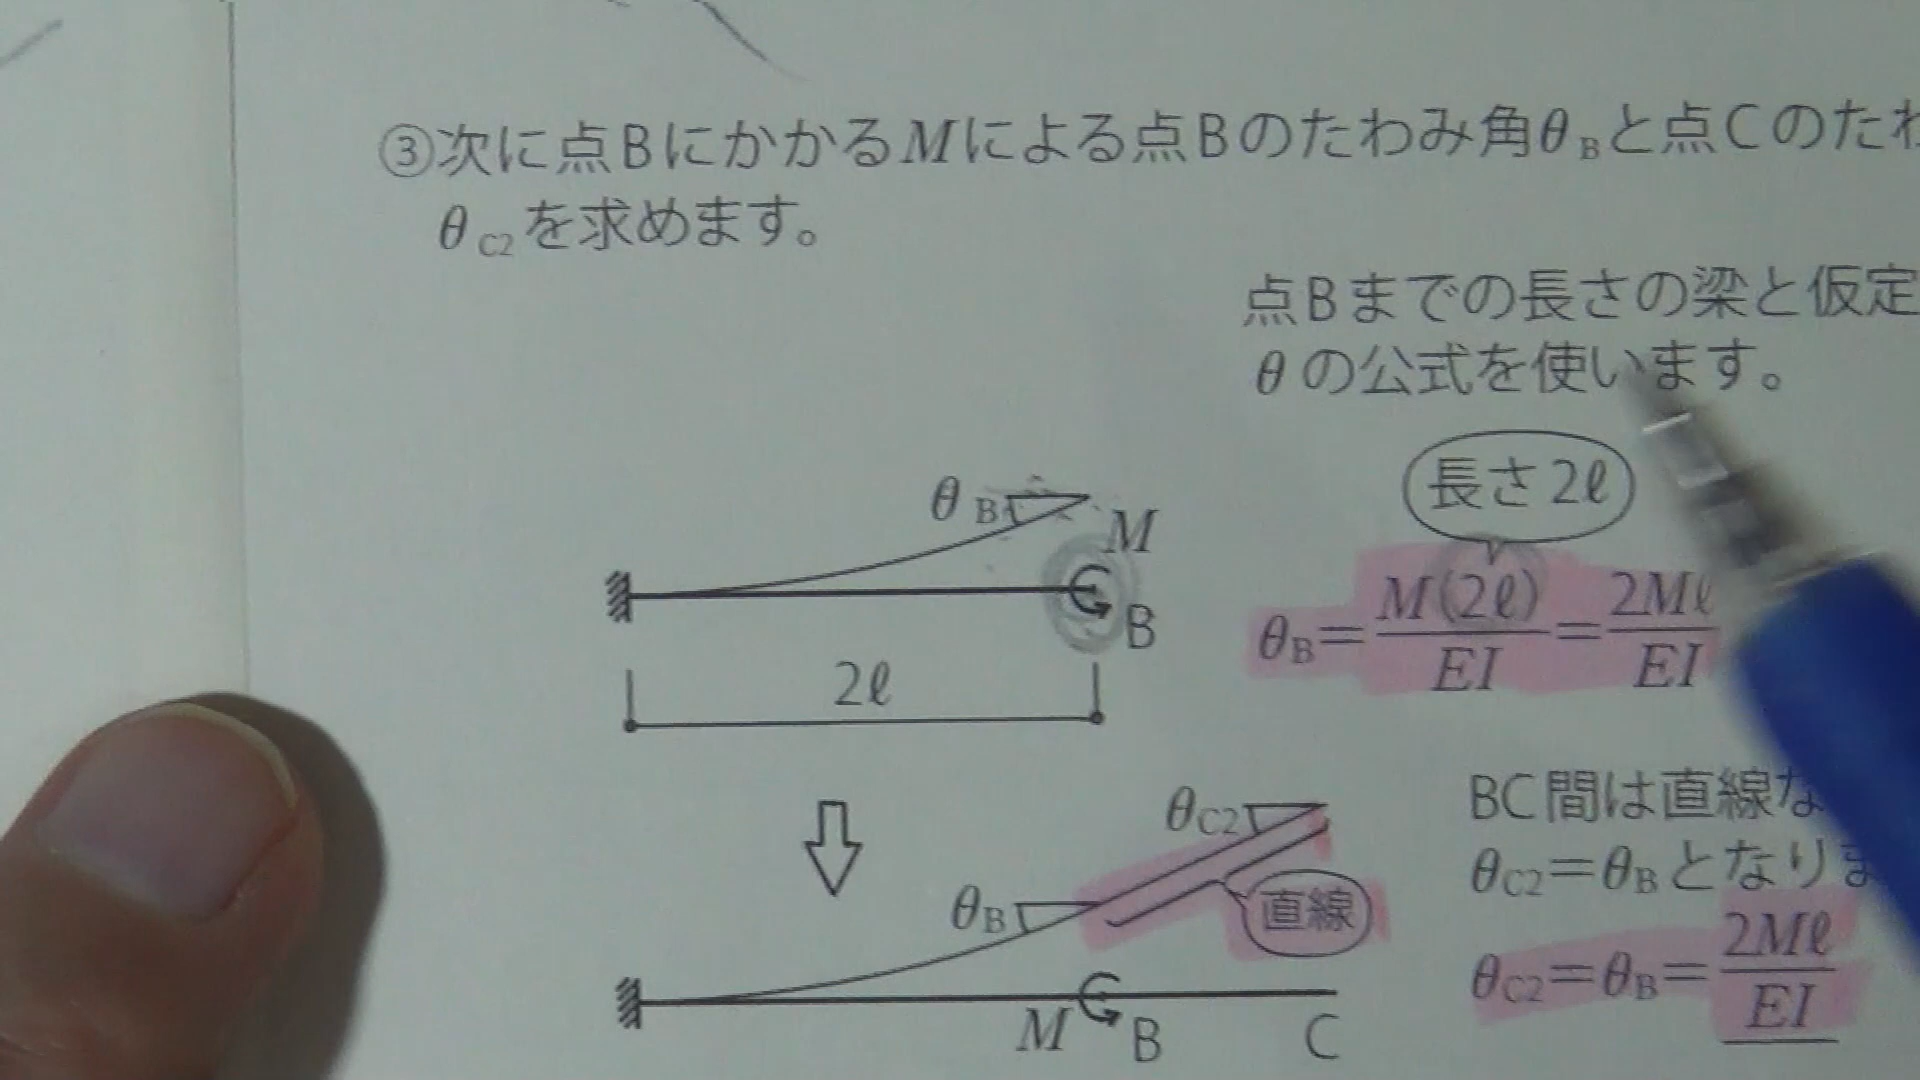 ③次に点BにかかるMによる点Bのたわみ角θBと点Cのたわ
θC2を求めます。
点Bまでの長さの梁と仮定
θの公式を使います。
長さ2ℓ
θB M
B
θB=M(2ℓ)/EI=2Mℓ/EI
2ℓ
BC間は直線な
θC2
θC2=θBとなりま
θB 直線
θC2=θB=2Mℓ/EI
M B C